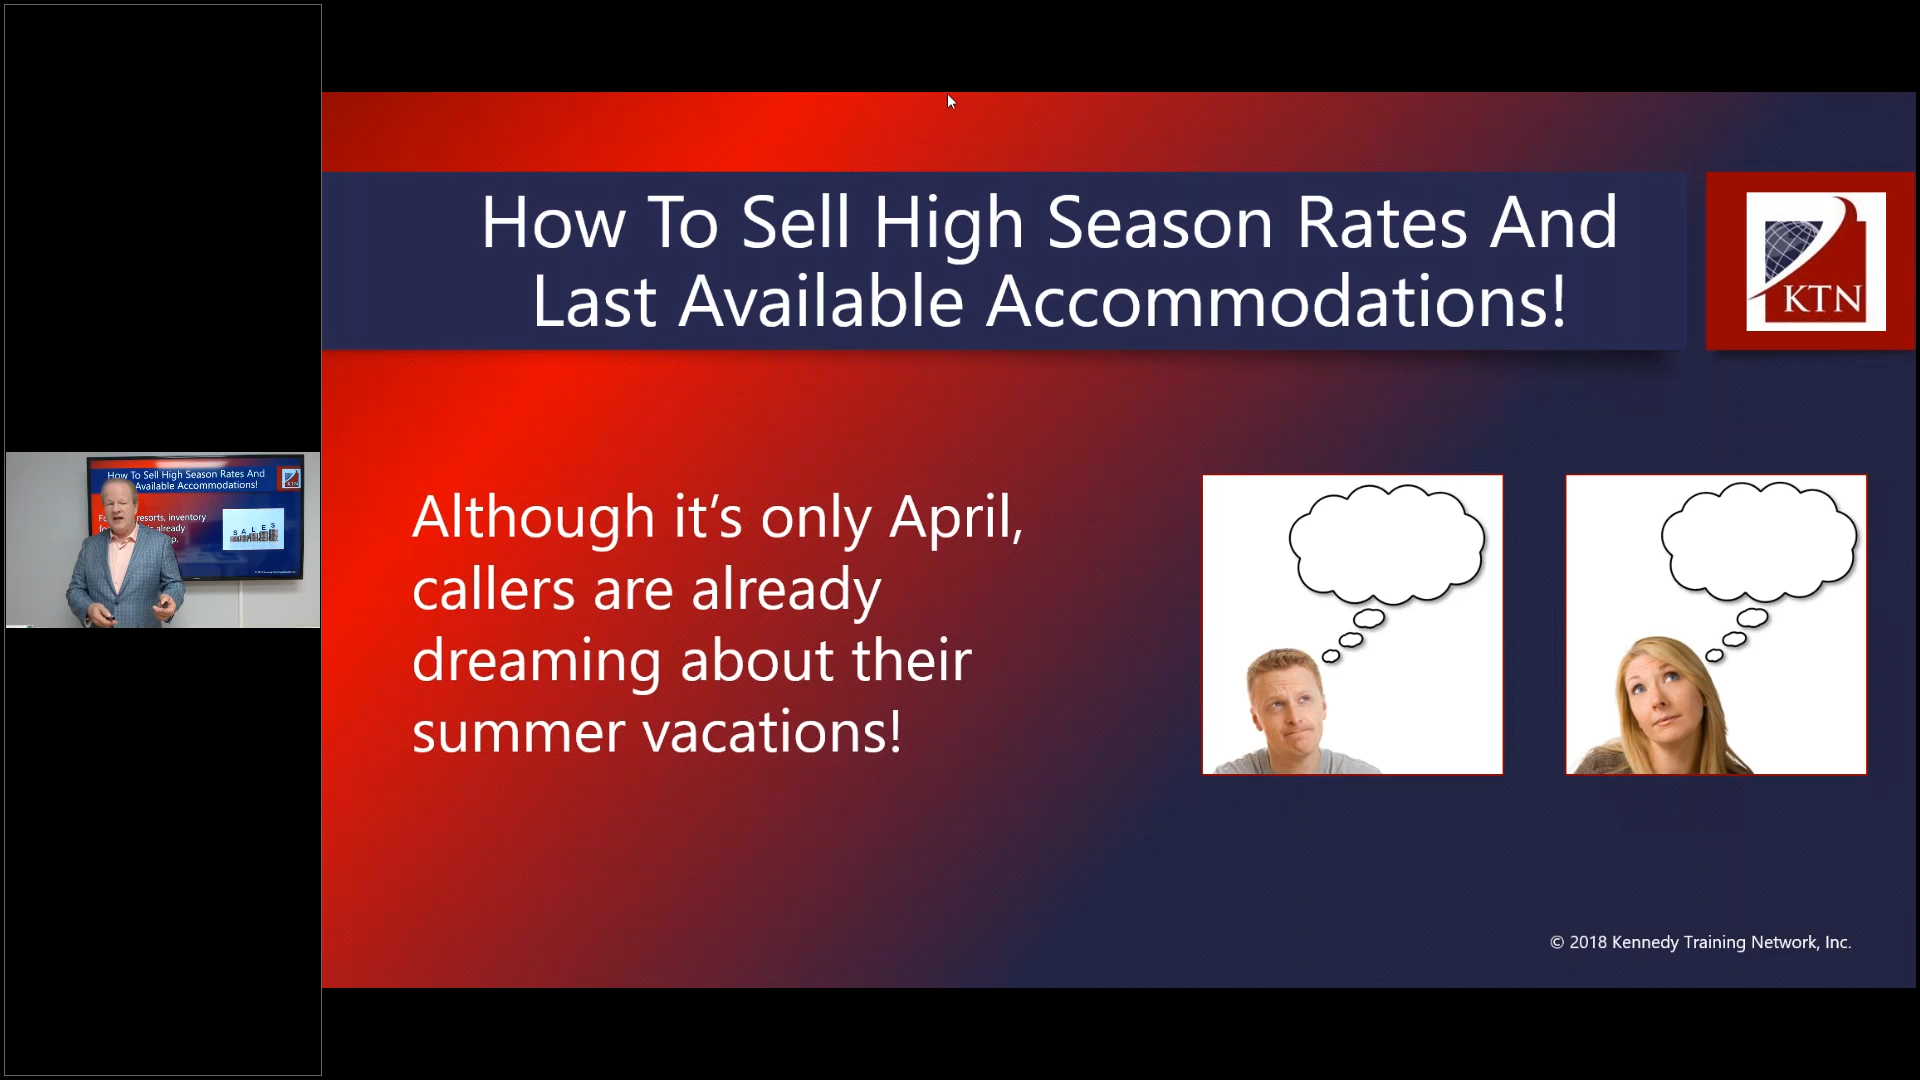 How To Sell High Season Rates And
Last Available Accommodations!
KTN
Although it’s only April,
callers are already
dreaming about their
summer vacations!
© 2018 Kennedy Training Network, Inc.
How To Sell High Season Rates And
Available Accommodations!
KTN
resorts, inventory
already
SALES